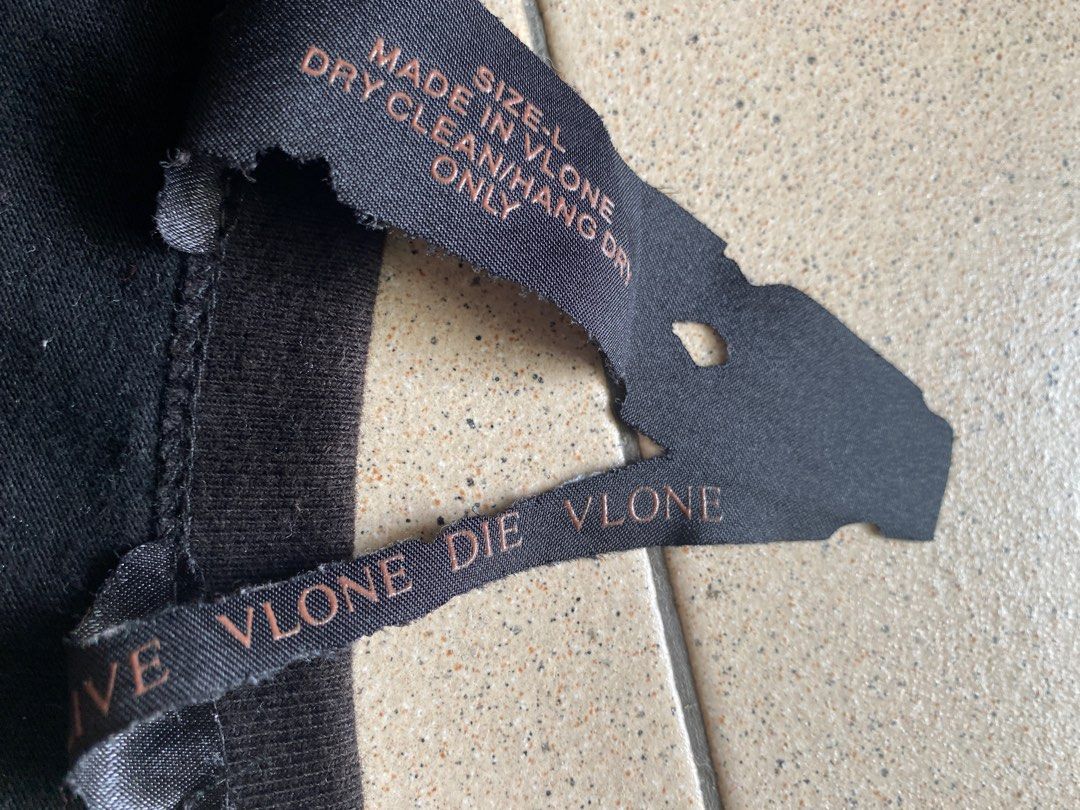 SIZE-L
MADE IN VLONE
DRY CLEAN/HANG DRY
ONLY
IVE VLONE DIE VLONE